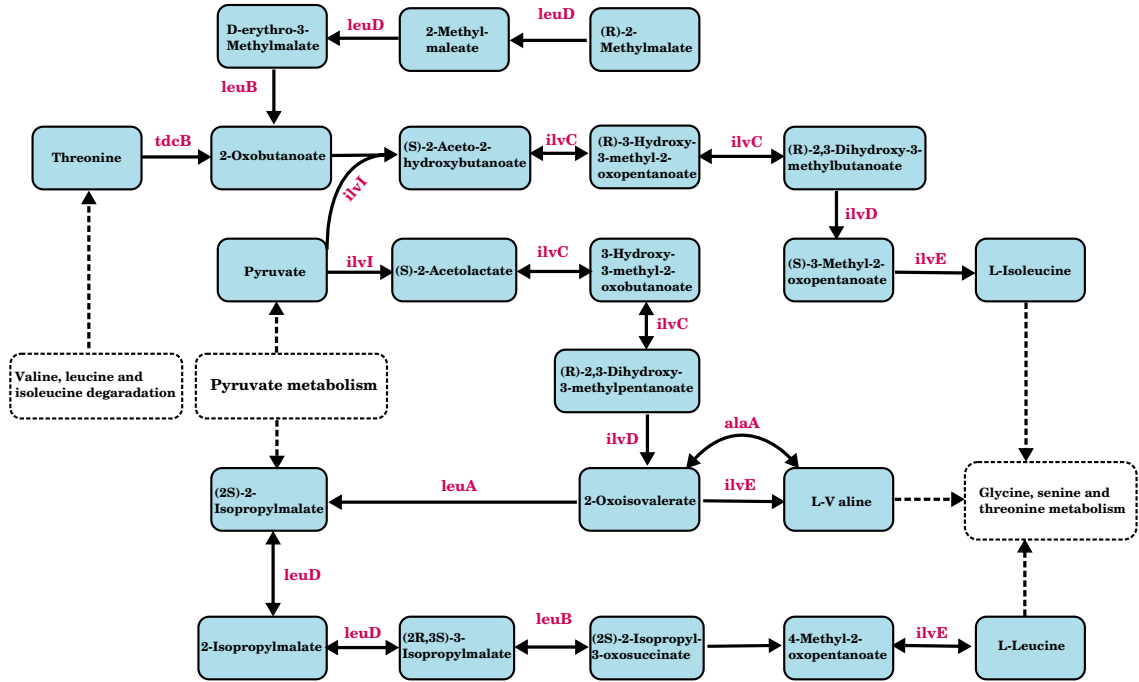 leuD
leuD
D-erythro-3-
Methylmalate
2-Methyl-
maleate
(R)-2-
Methylmalate
leuB
tdcB
Threonine
2-Oxobutanoate
(S)-2-Aceto-2-
hydroxybutanoate
ilvC
(R)-3-Hydroxy-
3-methyl-2-
oxopentanoate
ilvC
(R)-2,3-Dihydroxy-3-
methylbutanoate
ilvI
ilvD
Pyruvate
ilvI
(S)-2-Acetolactate
ilvC
3-Hydroxy-
3-methyl-2-
oxobutanoate
(S)-3-Methyl-2-
oxopentanoate
ilvE
L-Isoleucine
ilvC
Valine, leucine and
isoleucine degaradation
Pyruvate metabolism
(R)-2,3-Dihydroxy-
3-methylpentanoate
ilvD
alaA
(2S)-2-
Isopropylmalate
leuA
2-Oxoisovalerate
ilvE
L-V aline
Glycine, senine and
threonine metabolism
leuD
2-Isopropylmalate
leuD
(2R,3S)-3-
Isopropylmalate
leuB
(2S)-2-Isopropyl-
3-oxosuccinate
4-Methyl-2-
oxopentanoate
ilvE
L-Leucine